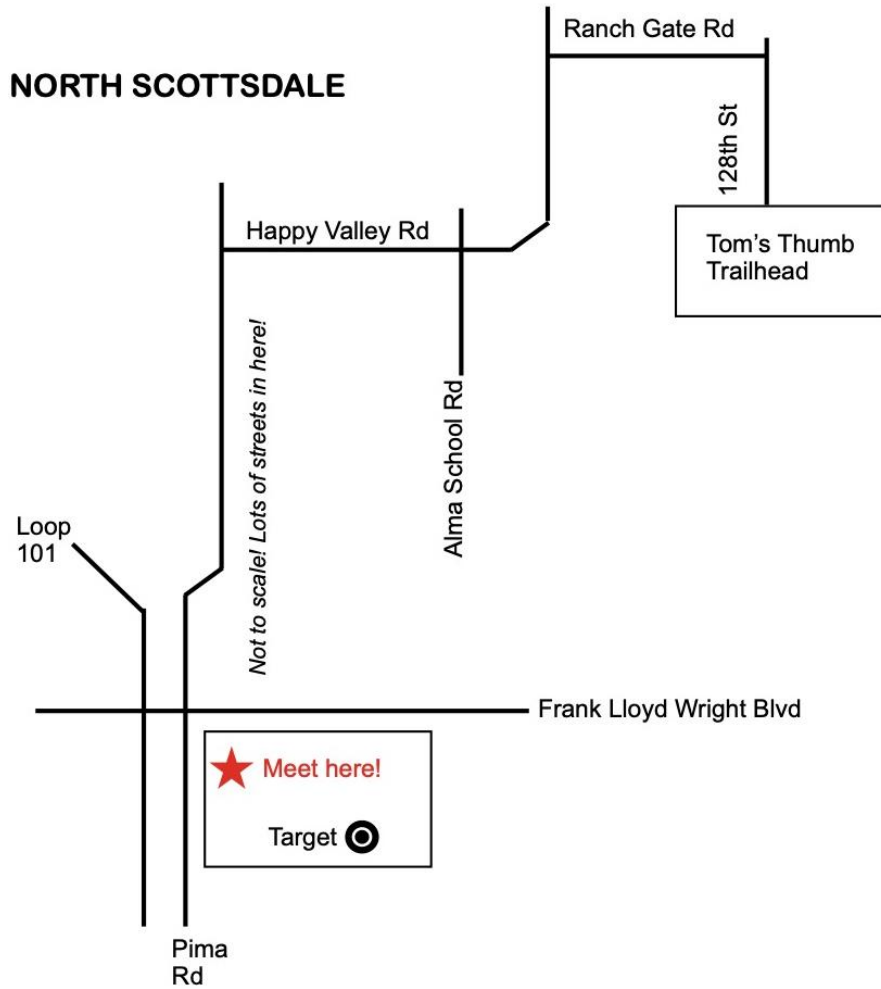 Ranch Gate Rd
NORTH SCOTTSDALE
128th St
Happy Valley Rd
Tom’s Thumb
Trailhead
Not to scale! Lots of streets in here!
Alma School Rd
Loop
101
Frank Lloyd Wright Blvd
Meet here!
Target
Pima
Rd